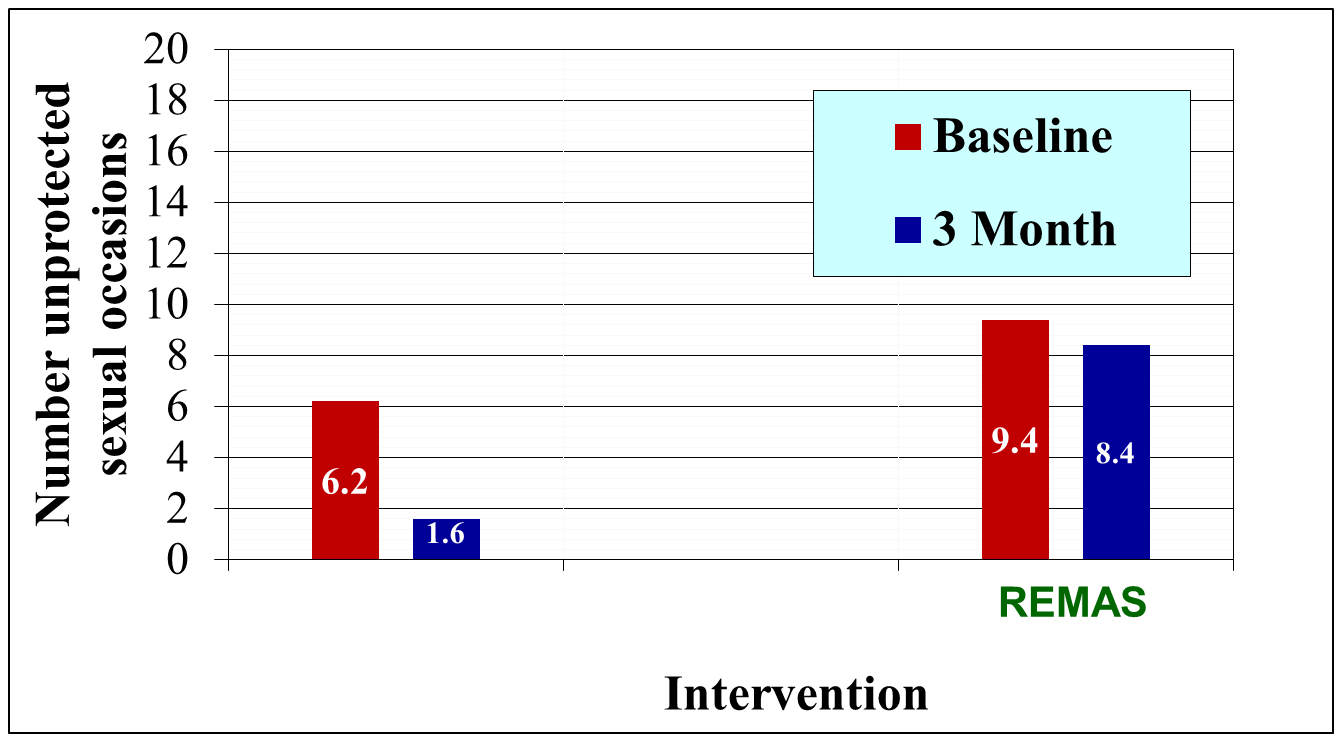 Number unprotected
sexual occasions
20
18
16
14
12
10
8
6
4
2
0
Baseline
3 Month
6.2
1.6
9.4
8.4
REMAS
Intervention